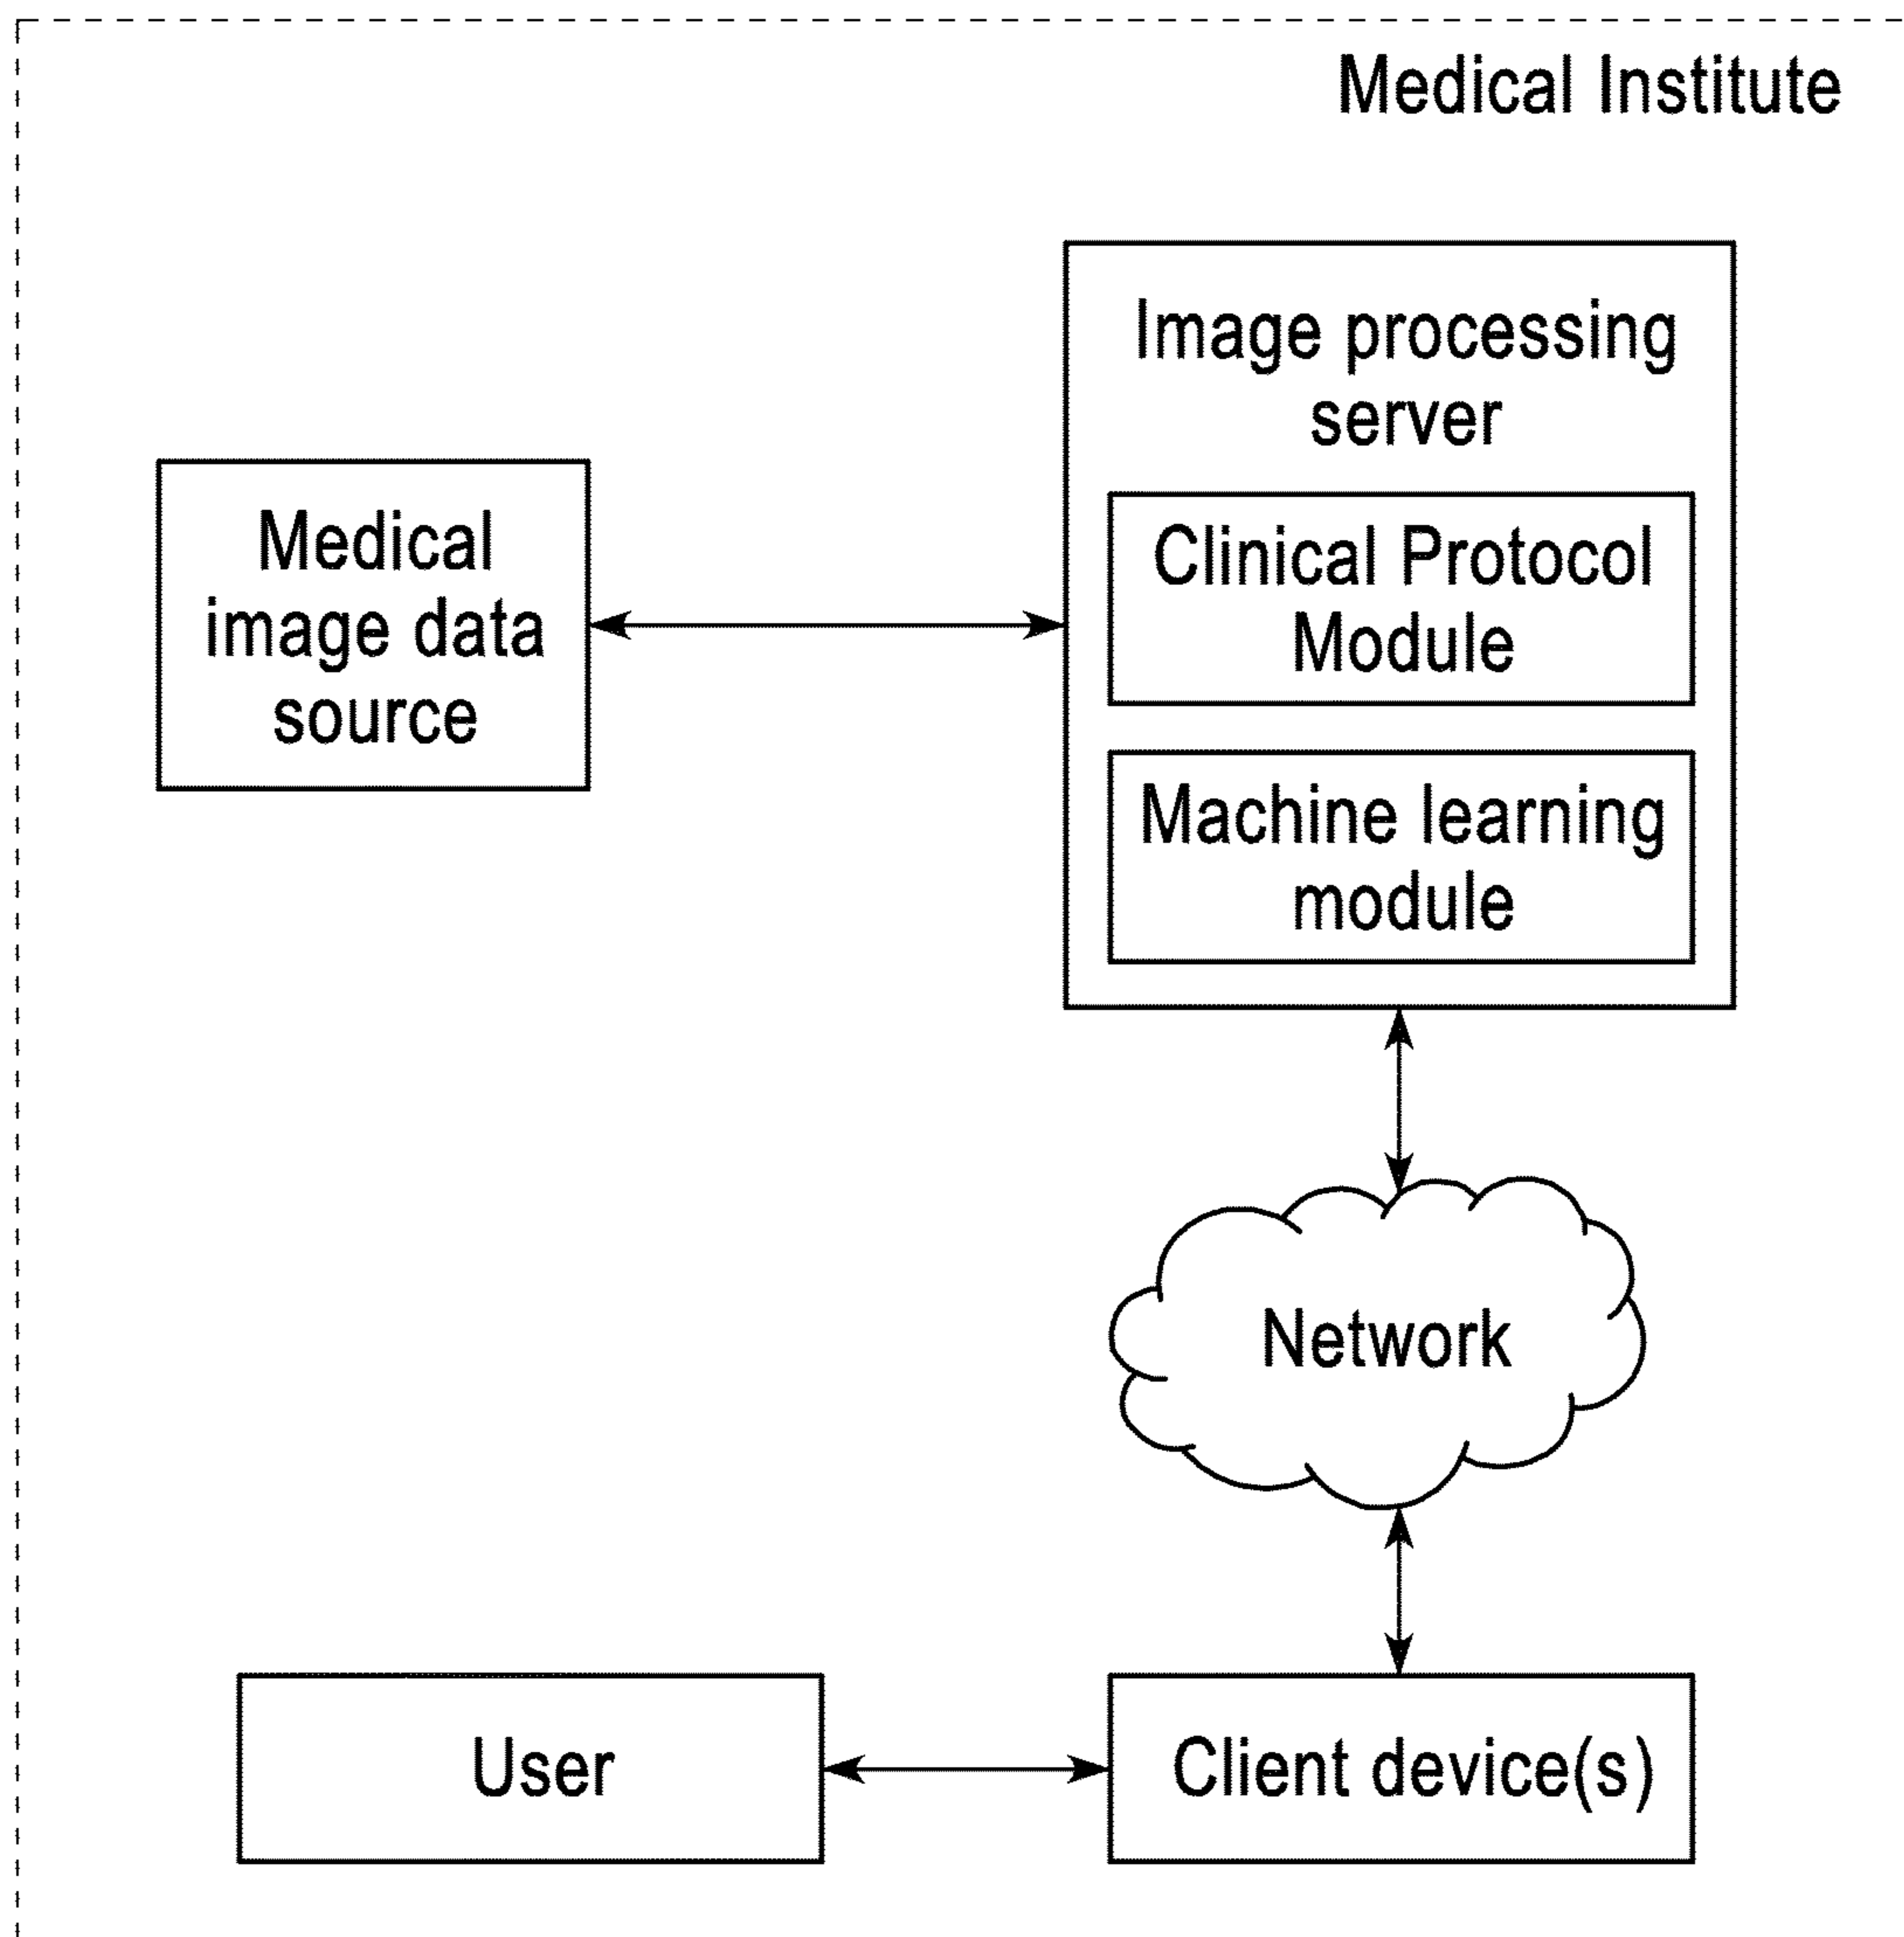 Medical Institute
Image processing
server
Clinical Protocol
Module
Machine learning
module
Medical
image data
source
Network
User
Client device(s)